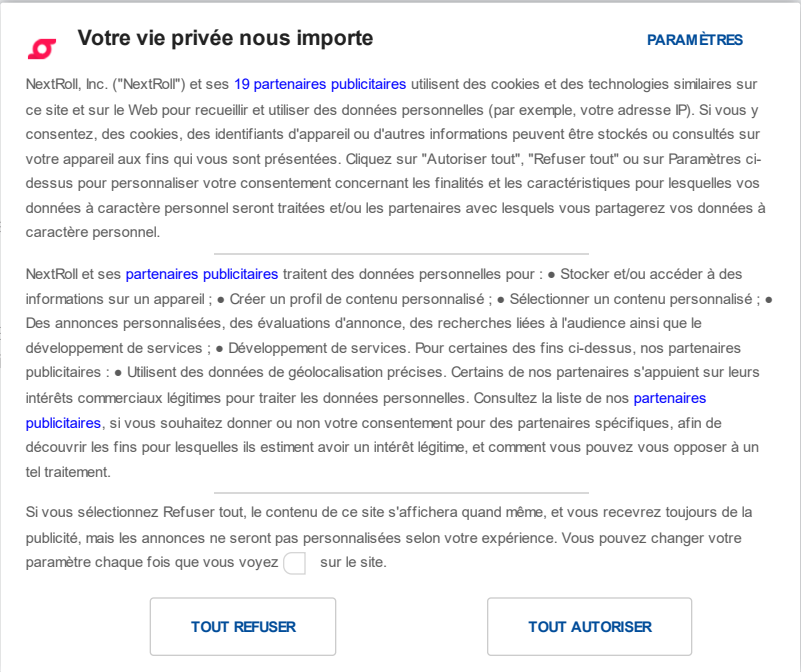 Votre vie privée nous importe
PARAMÈTRES
NextRoll, Inc. ("NextRoll") et ses 19 partenaires publicitaires utilisent des cookies et des technologies similaires sur
ce site et sur le Web pour recueillir et utiliser des données personnelles (par exemple, votre adresse IP). Si vous y
consentez, des cookies, des identifiants d'appareil ou d'autres informations peuvent être stockés ou consultés sur
votre appareil aux fins qui vous sont présentées. Cliquez sur "Autoriser tout", "Refuser tout" ou sur Paramètres ci-
dessus pour personnaliser votre consentement concernant les finalités et les caractéristiques pour lesquelles vos
données à caractère personnel seront traitées et/ou les partenaires avec lesquels vous partagerez vos données à
caractère personnel.
NextRoll et ses partenaires publicitaires traitent des données personnelles pour : ● Stocker et/ou accéder à des
informations sur un appareil ; ● Créer un profil de contenu personnalisé ; ● Sélectionner un contenu personnalisé ; ●
Des annonces personnalisées, des évaluations d'annonce, des recherches liées à l'audience ainsi que le
développement de services ; ● Développement de services. Pour certaines des fins ci-dessus, nos partenaires
publicitaires : ● Utilisent des données de géolocalisation précises. Certains de nos partenaires s'appuient sur leurs
intérêts commerciaux légitimes pour traiter les données personnelles. Consultez la liste de nos partenaires
publicitaires, si vous souhaitez donner ou non votre consentement pour des partenaires spécifiques, afin de
découvrir les fins pour lesquelles ils estiment avoir un intérêt légitime, et comment vous pouvez vous opposer à un
tel traitement.
Si vous sélectionnez Refuser tout, le contenu de ce site s'affichera quand même, et vous recevrez toujours de la
publicité, mais les annonces ne seront pas personnalisées selon votre expérience. Vous pouvez changer votre
paramètre chaque fois que vous voyez sur le site.
TOUT REFUSER
TOUT AUTORISER